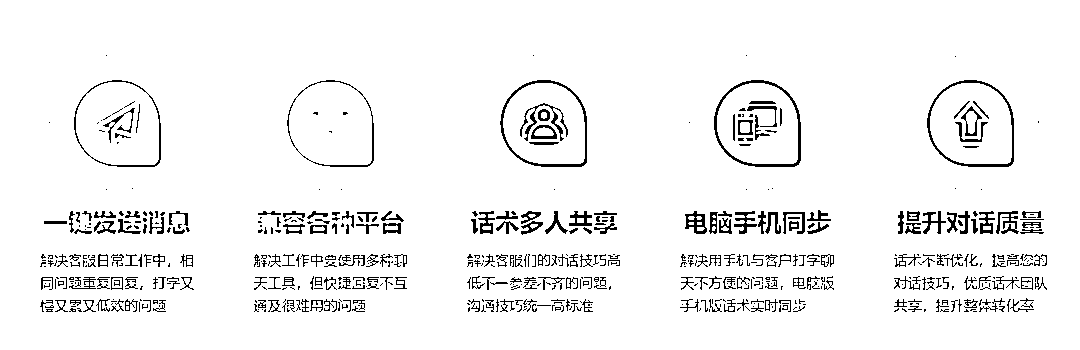 一键发送消息
解决客服日常工作中，相
同问题重复回复，打字又
慢又累又低效的问题
兼容各种平台
解决工作中要使用多种聊
天工具，但快捷回复不互
通及很难用的问题
话术多人共享
解决客服们的对话技巧高
低不一参差不齐的问题，
沟通技巧统一高标准
电脑手机同步
解决用手机与客户打字聊
天不方便的问题，电脑版
手机版话术实时同步
提升对话质量
话术不断优化，提高您的
对话技巧，优质话术团队
共享，提升整体转化率